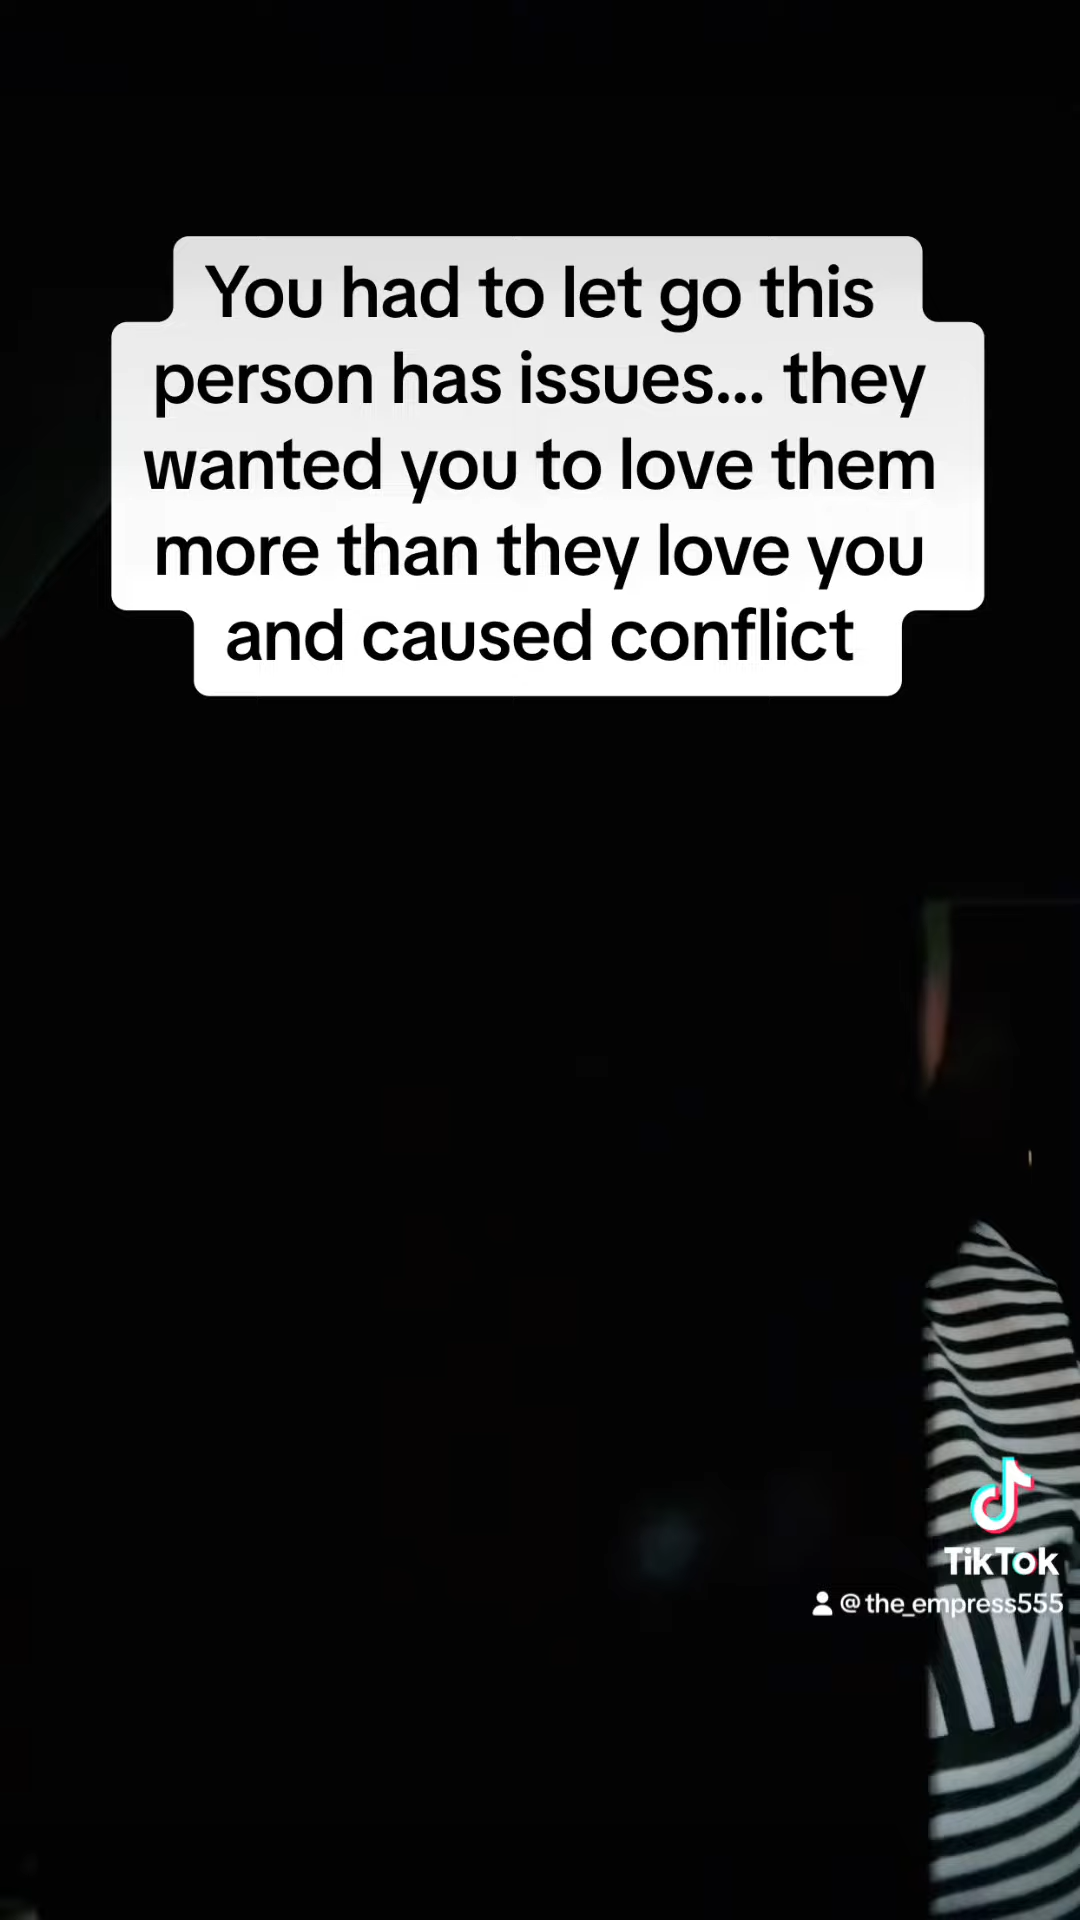 You had to let go this
person has issues... they
wanted you to love them
more than they love you
and caused conflict
TikTok
@the_empress555